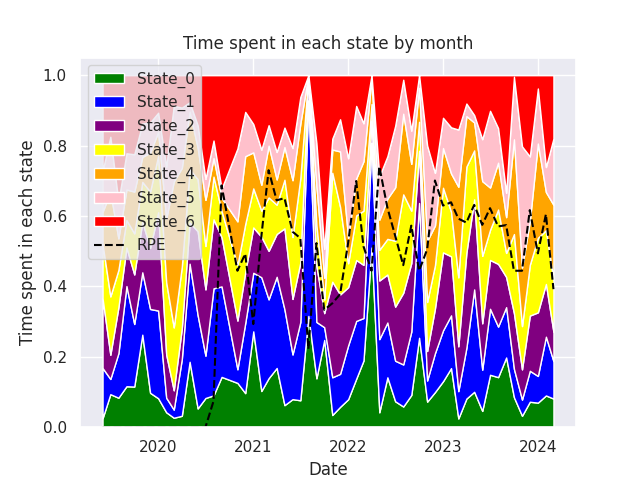 Time spent in each state by month
1.0
0.8
0.6
0.4
0.2
0.0
Time spent in each state
State_0
State_1
State_2
State_3
State_4
State_5
State_6
RPE
2020
2021
2022
2023
2024
Date